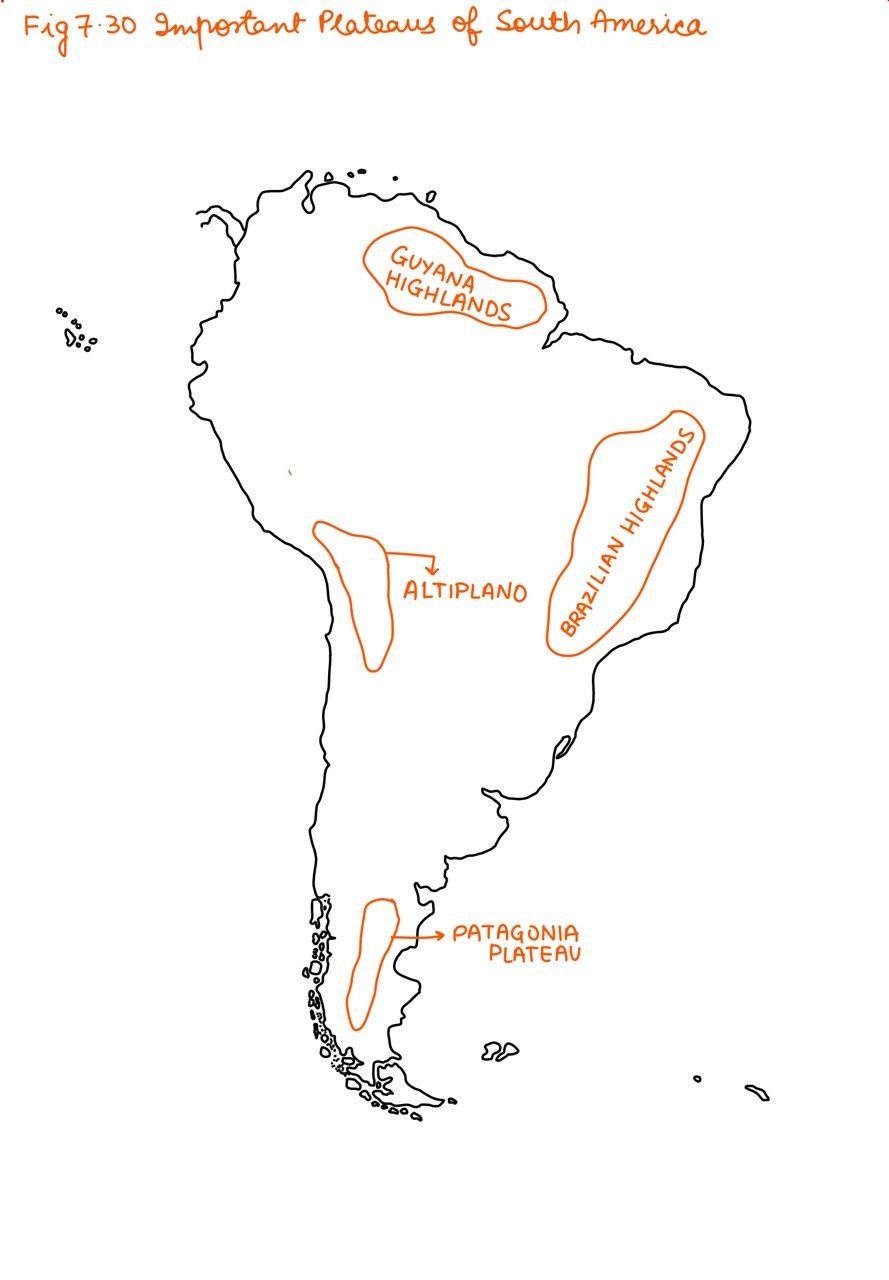 Fig 7.30 Important Plateaus of South America
GUYANA
HIGHLANDS
BRAZILIAN HIGHLANDS
ALTIPLANO
PATAGONIA
PLATEAU